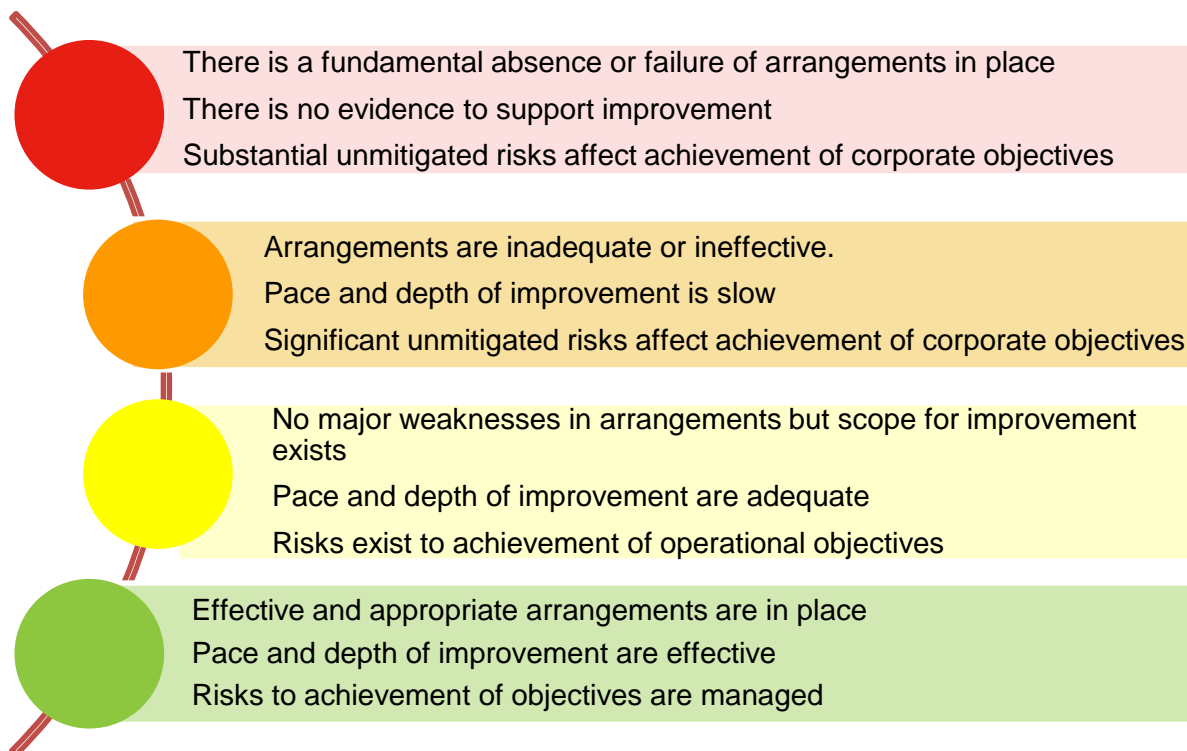 There is a fundamental absence or failure of arrangements in place
There is no evidence to support improvement
Substantial unmitigated risks affect achievement of corporate objectives
Arrangements are inadequate or ineffective.
Pace and depth of improvement is slow
Significant unmitigated risks affect achievement of corporate objectives
No major weaknesses in arrangements but scope for improvement
exists
Pace and depth of improvement are adequate
Risks exist to achievement of operational objectives
Effective and appropriate arrangements are in place
Pace and depth of improvement are effective
Risks to achievement of objectives are managed